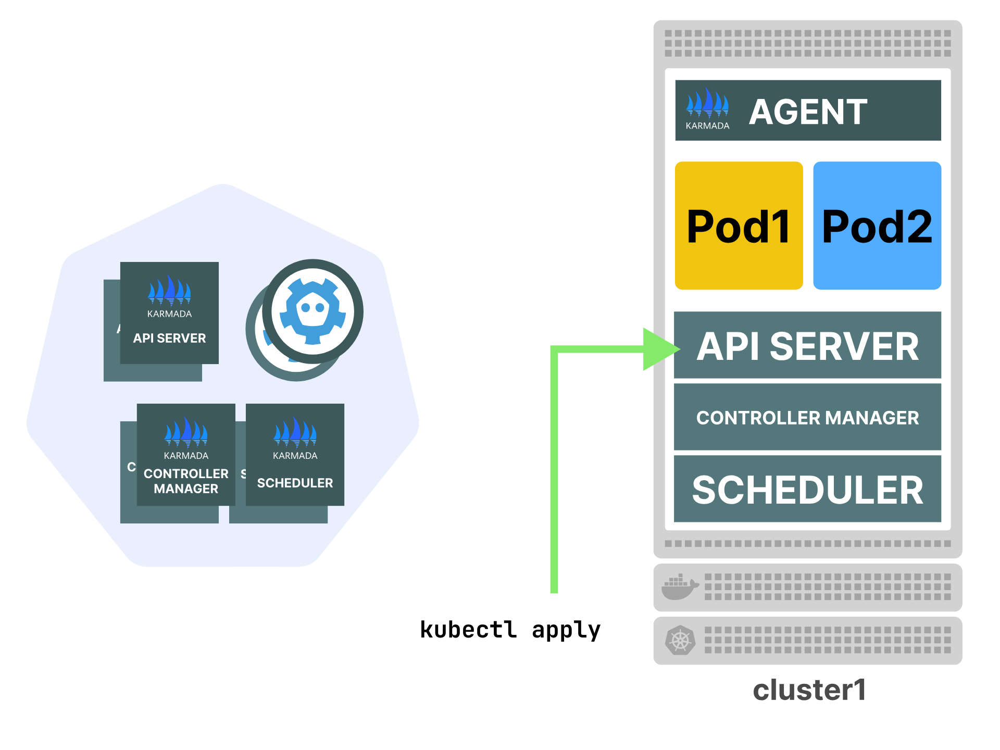 KARMADA
API SERVER
KARMADA
CONTROLLER
MANAGER
KARMADA
SCHEDULER
kubectl apply
KARMADA
AGENT
Pod1
Pod2
API SERVER
CONTROLLER MANAGER
SCHEDULER
cluster1